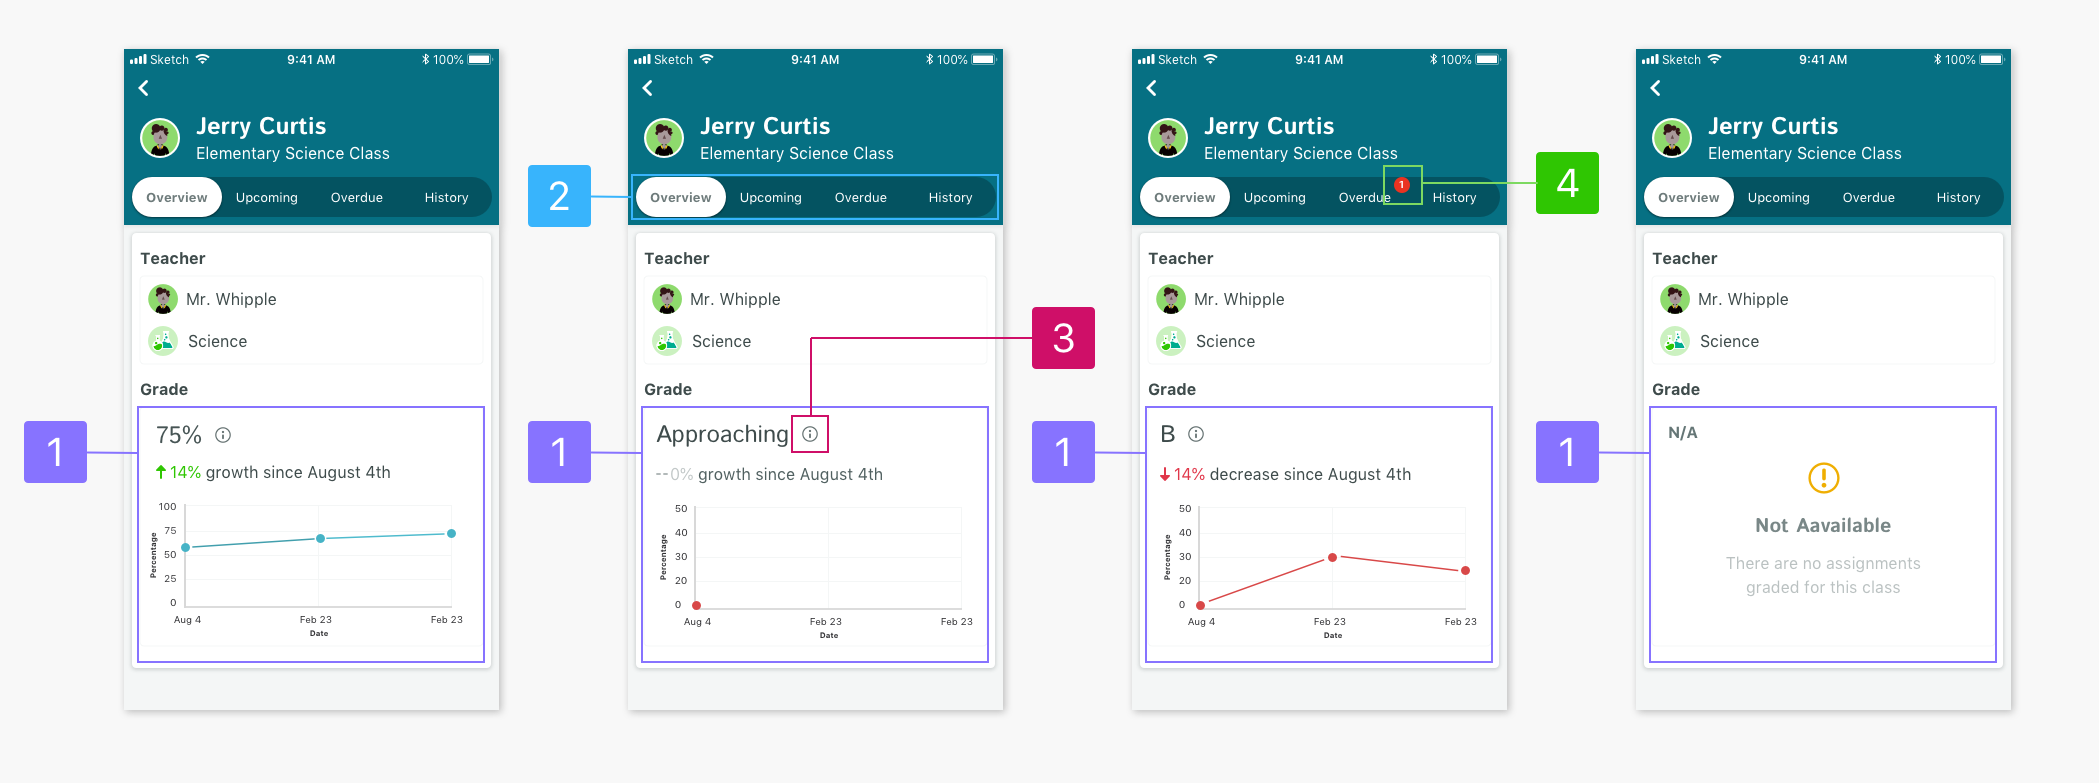 Sketch 9:41 AM 100%
Jerry Curtis
Elementary Science Class
Overview Upcoming Overdue History
Teacher
Mr. Whipple
Science
Grade
1
75%
14% growth since August 4th
100
75
50
25
0
Percentage
Aug 4 Feb 23 Feb 23
Date
Sketch 9:41 AM 100%
Jerry Curtis
Elementary Science Class
2
Overview Upcoming Overdue History
Teacher
Mr. Whipple
Science
3
Grade
1
Approaching
--0% growth since August 4th
50
40
30
20
0
Percentage
Aug 4 Feb 23 Feb 23
Date
Sketch 9:41 AM 100%
Jerry Curtis
Elementary Science Class
1
4
Overview Upcoming Overdue History
Teacher
Mr. Whipple
Science
Grade
1
B
14% decrease since August 4th
50
40
30
20
0
Percentage
Aug 4 Feb 23 Feb 23
Date
Sketch 9:41 AM 100%
Jerry Curtis
Elementary Science Class
Overview Upcoming Overdue History
Teacher
Mr. Whipple
Science
Grade
1
N/A
Not Aavailable
There are no assignments
graded for this class